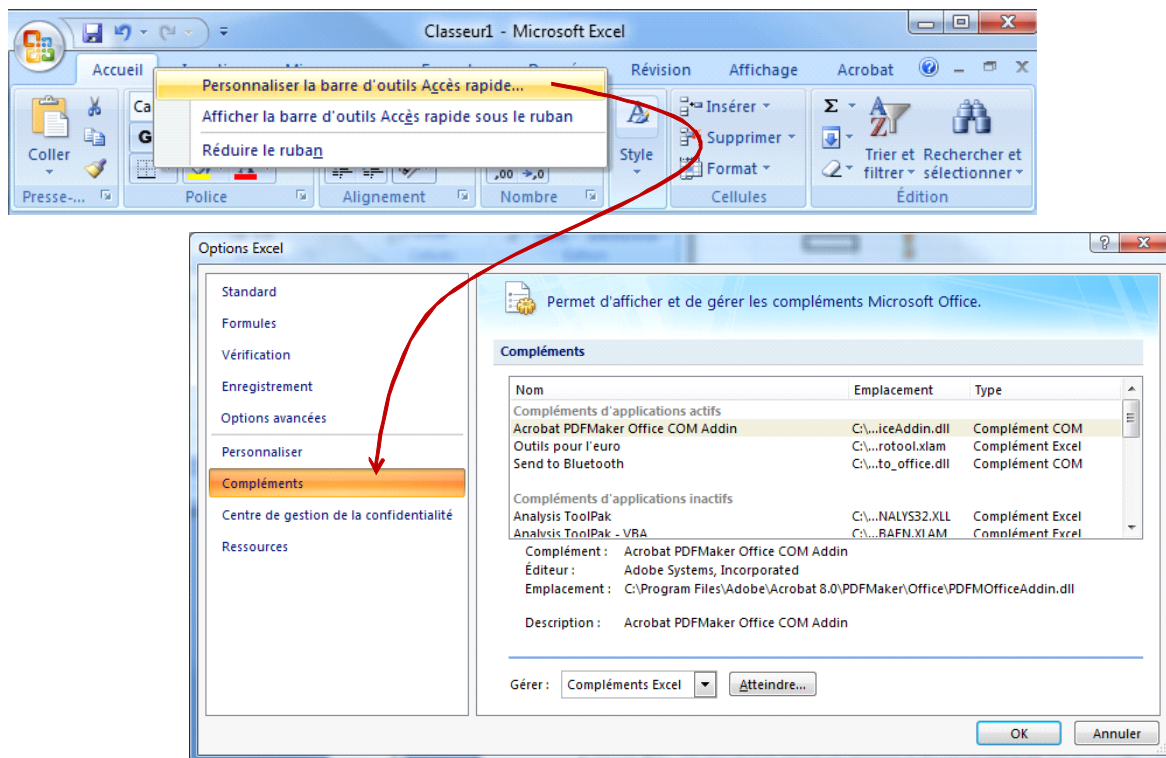 Classeur1 - Microsoft Excel
Accueil Révision Affichage Acrobat
Personnaliser la barre d'outils Accès rapide...
Afficher la barre d'outils Accès rapide sous le ruban
Réduire le ruban
Ca
G
Coller
Style
Insérer
Supprimer
Format
Σ
Trier et filtrer
Rechercher et sélectionner
,00 ,0
Presse-... Police Alignement Nombre Cellules Édition
Options Excel
Standard
Formules
Vérification
Enregistrement
Options avancées
Personnaliser
Compléments
Centre de gestion de la confidentialité
Ressources
Permet d'afficher et de gérer les compléments Microsoft Office.
Compléments
Nom Emplacement Type
Compléments d'applications actifs
Acrobat PDFMaker Office COM Addin C:\...iceAddin.dll Complément COM
Outils pour l'euro C:\...rotool.xlam Complément Excel
Send to Bluetooth C:\...to_office.dll Complément COM
Compléments d'applications inactifs
Analysis ToolPak C:\...NALYS32.XLL Complément Excel
Analysis ToolPak - VBA C:\...BAEN.XLAM Complément Excel
Complément : Acrobat PDFMaker Office COM Addin
Éditeur : Adobe Systems, Incorporated
Emplacement : C:\Program Files\Adobe\Acrobat 8.0\PDFMaker\Office\PDFMOfficeAddin.dll
Description : Acrobat PDFMaker Office COM Addin
Gérer : Compléments Excel Atteindre...
OK Annuler